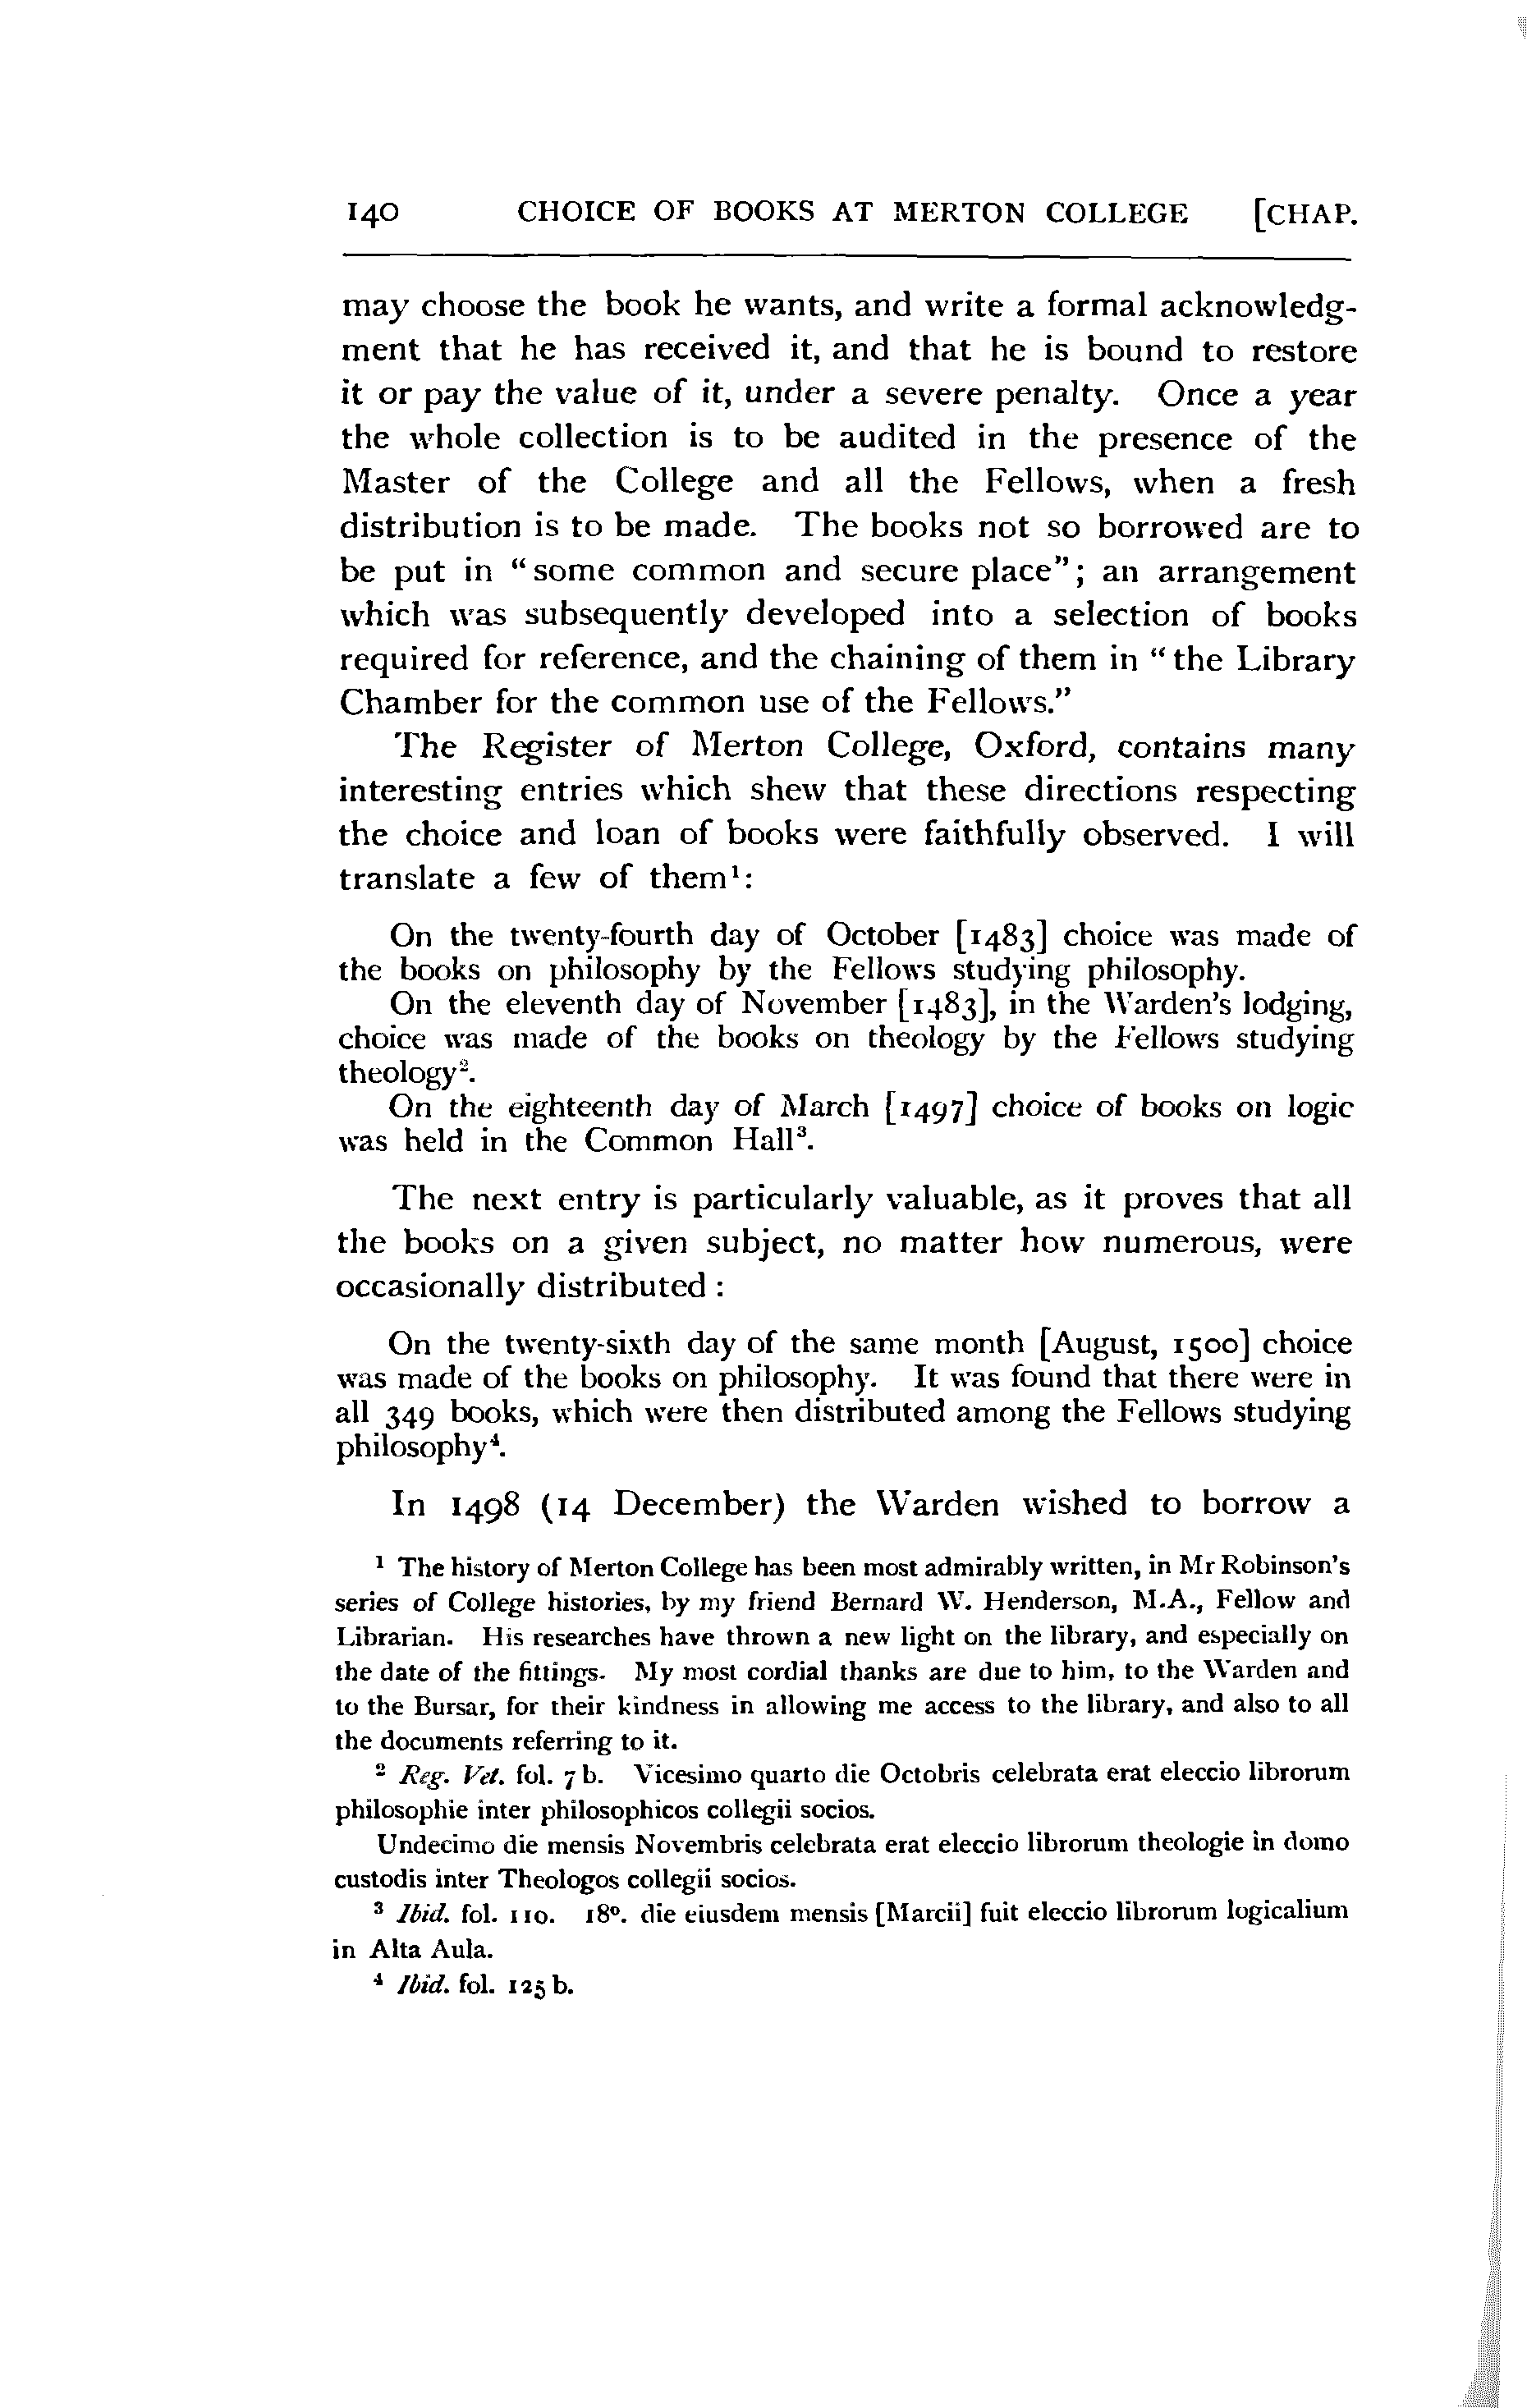 140 CHOICE OF BOOKS AT MERTON COLLEGE [CHAP.
may choose the book he wants, and write a formal acknowledg-
ment that he has received it, and that he is bound to restore
it or pay the value of it, under a severe penalty. Once a year
the whole collection is to be audited in the presence of the
Master of the College and all the Fellows, when a fresh
distribution is to be made. The books not so borrowed are to
be put in “some common and secure place”; an arrangement
which was subsequently developed into a selection of books
required for reference, and the chaining of them in “the Library
Chamber for the common use of the Fellows.”
The Register of Merton College, Oxford, contains many
interesting entries which shew that these directions respecting
the choice and loan of books were faithfully observed. I will
translate a few of them¹:
On the twenty-fourth day of October [1483] choice was made of
the books on philosophy by the Fellows studying philosophy.
On the eleventh day of November [1483], in the Warden’s lodging,
choice was made of the books on theology by the Fellows studying
theology².
On the eighteenth day of March [1497] choice of books on logic
was held in the Common Hall³.
The next entry is particularly valuable, as it proves that all
the books on a given subject, no matter how numerous, were
occasionally distributed :
On the twenty-sixth day of the same month [August, 1500] choice
was made of the books on philosophy. It was found that there were in
all 349 books, which were then distributed among the Fellows studying
philosophy⁴.
In 1498 (14 December) the Warden wished to borrow a
¹ The history of Merton College has been most admirably written, in Mr Robinson’s
series of College histories, by my friend Bernard W. Henderson, M.A., Fellow and
Librarian. His researches have thrown a new light on the library, and especially on
the date of the fittings. My most cordial thanks are due to him, to the Warden and
to the Bursar, for their kindness in allowing me access to the library, and also to all
the documents referring to it.
² Reg. Vet. fol. 7 b. Vicesimo quarto die Octobris celebrata erat eleccio librorum
philosophie inter philosophicos collegii socios.
Undecimo die mensis Novembris celebrata erat eleccio librorum theologie in domo
custodis inter Theologos collegii socios.
³ Ibid. fol. 110. 18º. die eiusdem mensis [Marcii] fuit eleccio librorum logicalium
in Alta Aula.
⁴ Ibid. fol. 125 b.